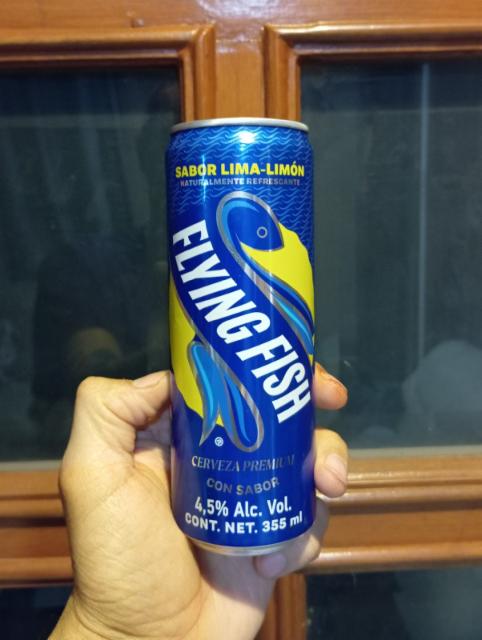 SABOR LIMA-LIMÓN
NATURALMENTE REFRESCANTE
FLYING FISH
®
CERVEZA PREMIUM
CON SABOR
4,5% Alc. Vol.
CONT. NET. 355 ml